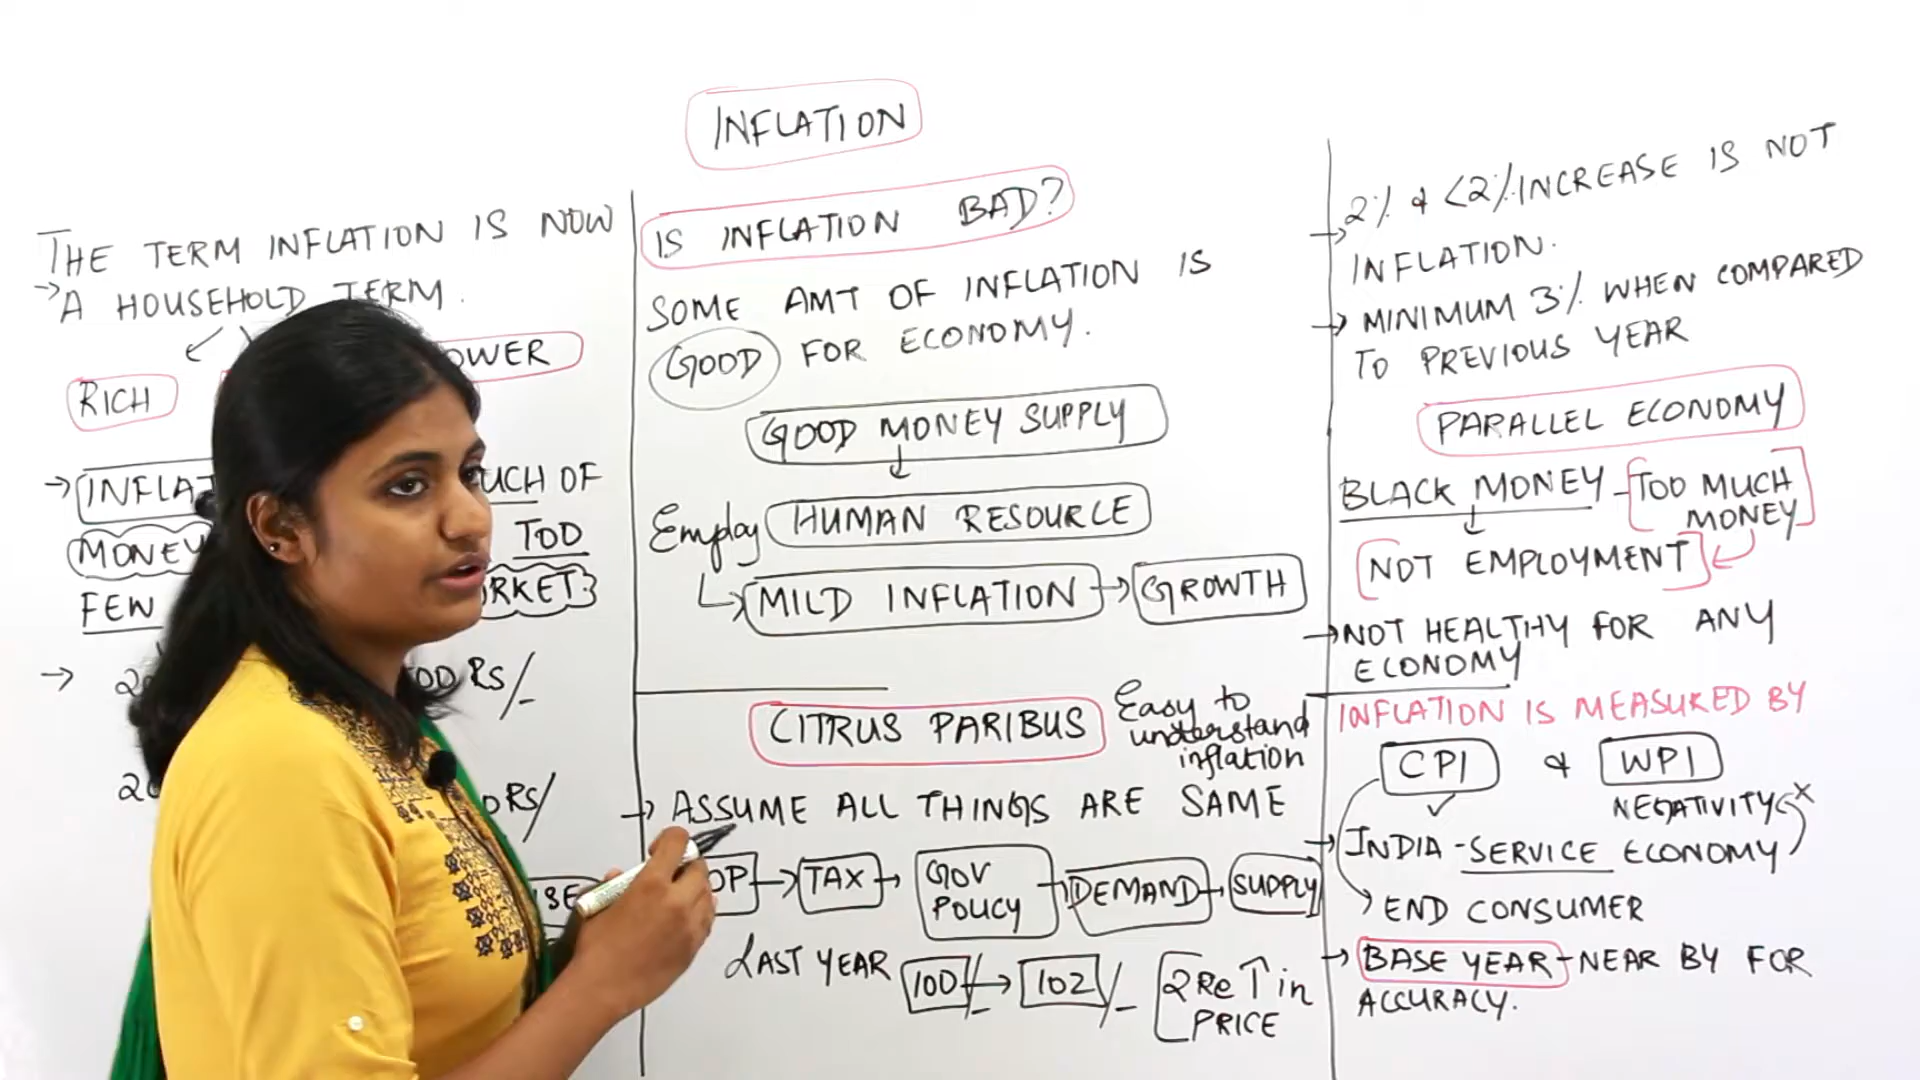 INFLATION
THE TERM INFLATION IS NOW
→A HOUSEHOLD TERM.
RICH
OWER
→ INFLAT
UCH OF
MONEY
TOO
FEW
RKET.
→
00 RS/-
0 RS/
SE
IS INFLATION BAD?
SOME AMT OF INFLATION IS
GOOD FOR ECONOMY.
GOOD MONEY SUPPLY
Employ HUMAN RESOURCE
MILD INFLATION → GROWTH
CITRUS PARIBUS
Easy to
understand
inflation
→ ASSUME ALL THINGS ARE SAME
OP → TAX → GOV POLICY → DEMAND → SUPPLY
LAST YEAR 100/- → 102/- 2 Re ↑ in
PRICE
→ 2% & <2% INCREASE IS NOT
INFLATION.
→ MINIMUM 3% WHEN COMPARED
TO PREVIOUS YEAR
PARALLEL ECONOMY
BLACK MONEY - TOO MUCH
MONEY
NOT EMPLOYMENT
→ NOT HEALTHY FOR ANY
ECONOMY
INFLATION IS MEASURED BY
CPI & WPI
✓ NEGATIVITY x
→ INDIA - SERVICE ECONOMY
→ END CONSUMER
→ BASE YEAR - NEAR BY FOR
ACCURACY.